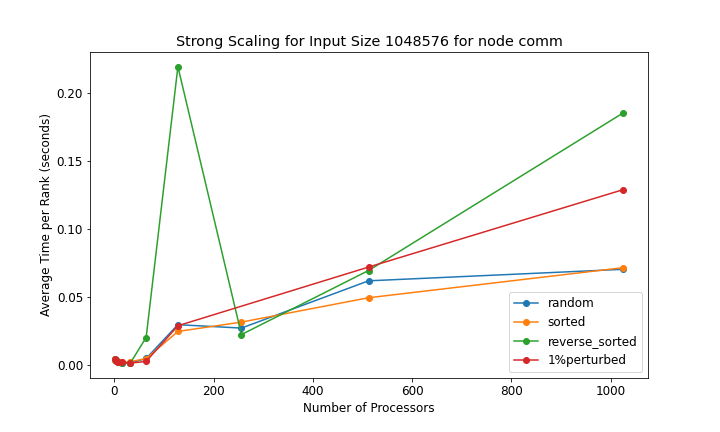 Strong Scaling for Input Size 1048576 for node comm
Average Time per Rank (seconds)
0.20
0.15
0.10
0.05
0.00
random
sorted
reverse_sorted
1%perturbed
0 200 400 600 800 1000
Number of Processors